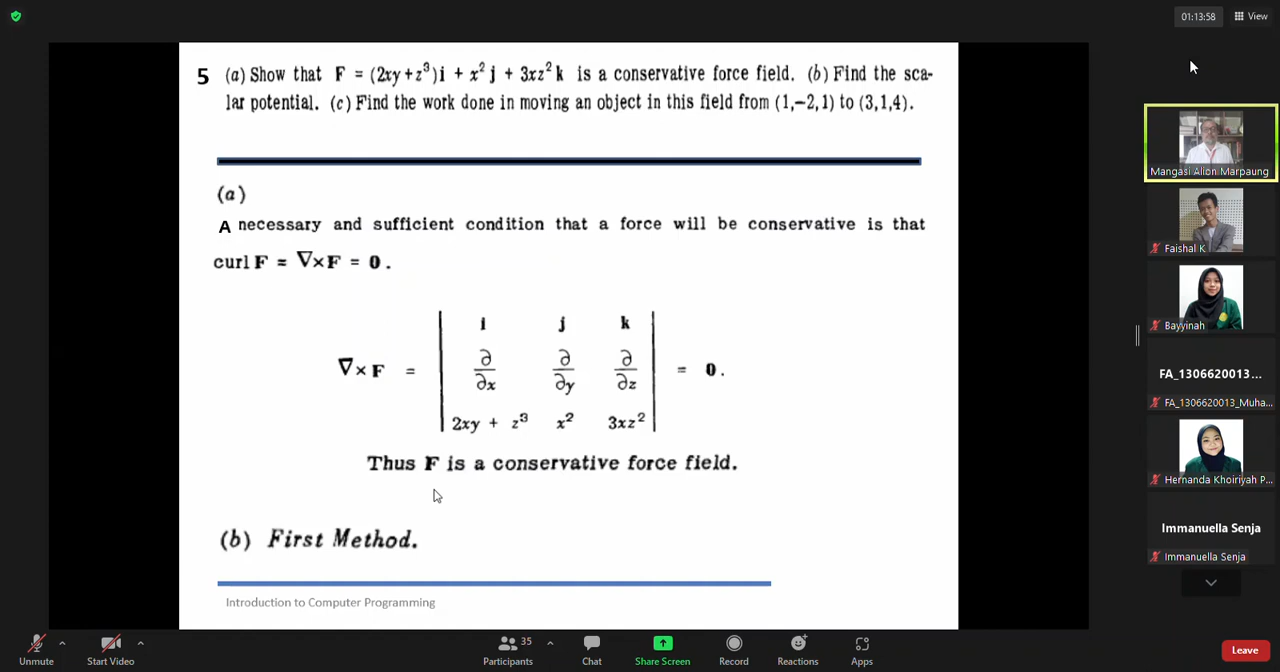 01:13:58 View
5 (a) Show that F = (2xy+z³)i + x² j + 3xz² k is a conservative force field. (b) Find the sca-
lar potential. (c) Find the work done in moving an object in this field from (1,−2,1) to (3,1,4).
(a)
A necessary and sufficient condition that a force will be conservative is that
curl F = ∇×F = 0.
i j k
∇×F = ∂/∂x ∂/∂y ∂/∂z = 0.
2xy + z³ x² 3xz²
Thus F is a conservative force field.
(b) First Method.
Introduction to Computer Programming
Mangasi Alion Marpaung
Faishal K
Bayyinah
FA_1306620013...
FA_1306620013_Muha...
Hernanda Khoiriyah P...
Immanuella Senja
Immanuella Senja
Unmute Start Video 35 Participants Chat Share Screen Record Reactions Apps Leave